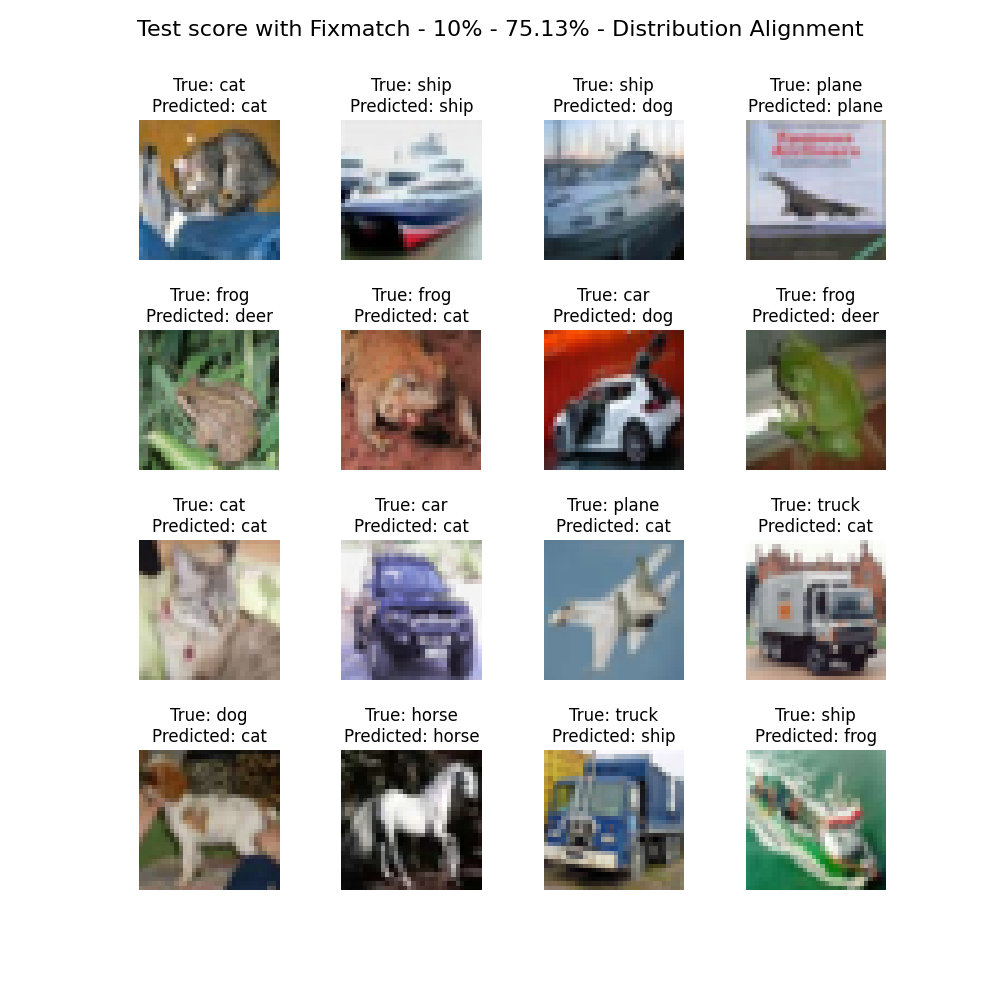 Test score with Fixmatch - 10% - 75.13% - Distribution Alignment
True: cat
Predicted: cat
True: ship
Predicted: ship
True: ship
Predicted: dog
True: plane
Predicted: plane
True: frog
Predicted: deer
True: frog
Predicted: cat
True: car
Predicted: dog
True: frog
Predicted: deer
True: cat
Predicted: cat
True: car
Predicted: cat
True: plane
Predicted: cat
True: truck
Predicted: cat
True: dog
Predicted: cat
True: horse
Predicted: horse
True: truck
Predicted: ship
True: ship
Predicted: frog